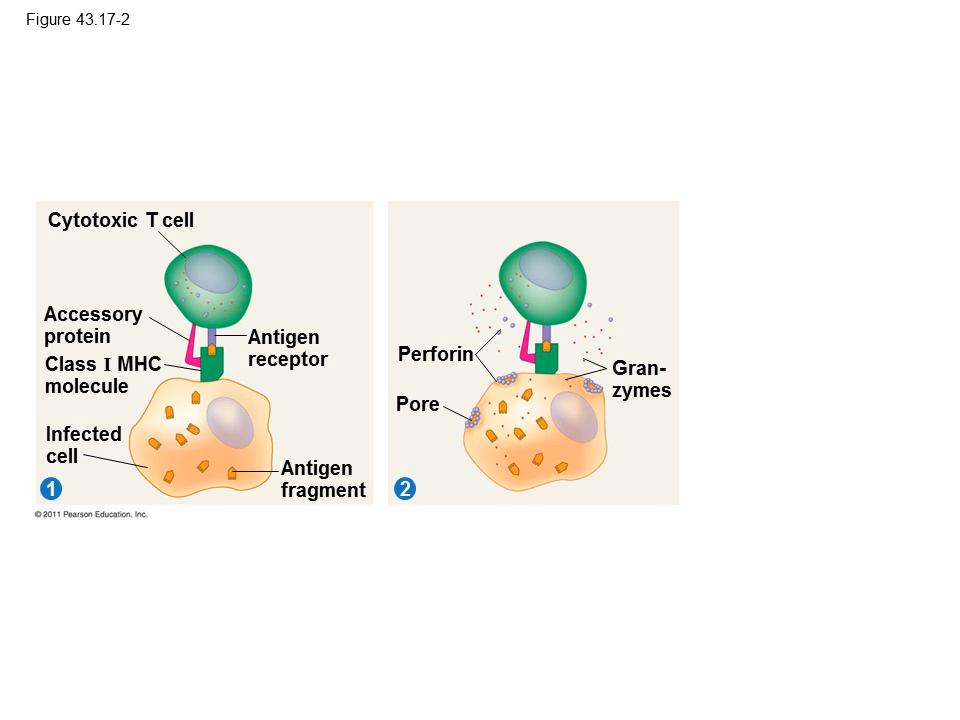 Figure 43.17-2
Cytotoxic T cell
Accessory
protein
Antigen
receptor
Class I MHC
molecule
Infected
cell
Antigen
fragment
1
Perforin
Pore
Gran-
zymes
2
© 2011 Pearson Education, Inc.